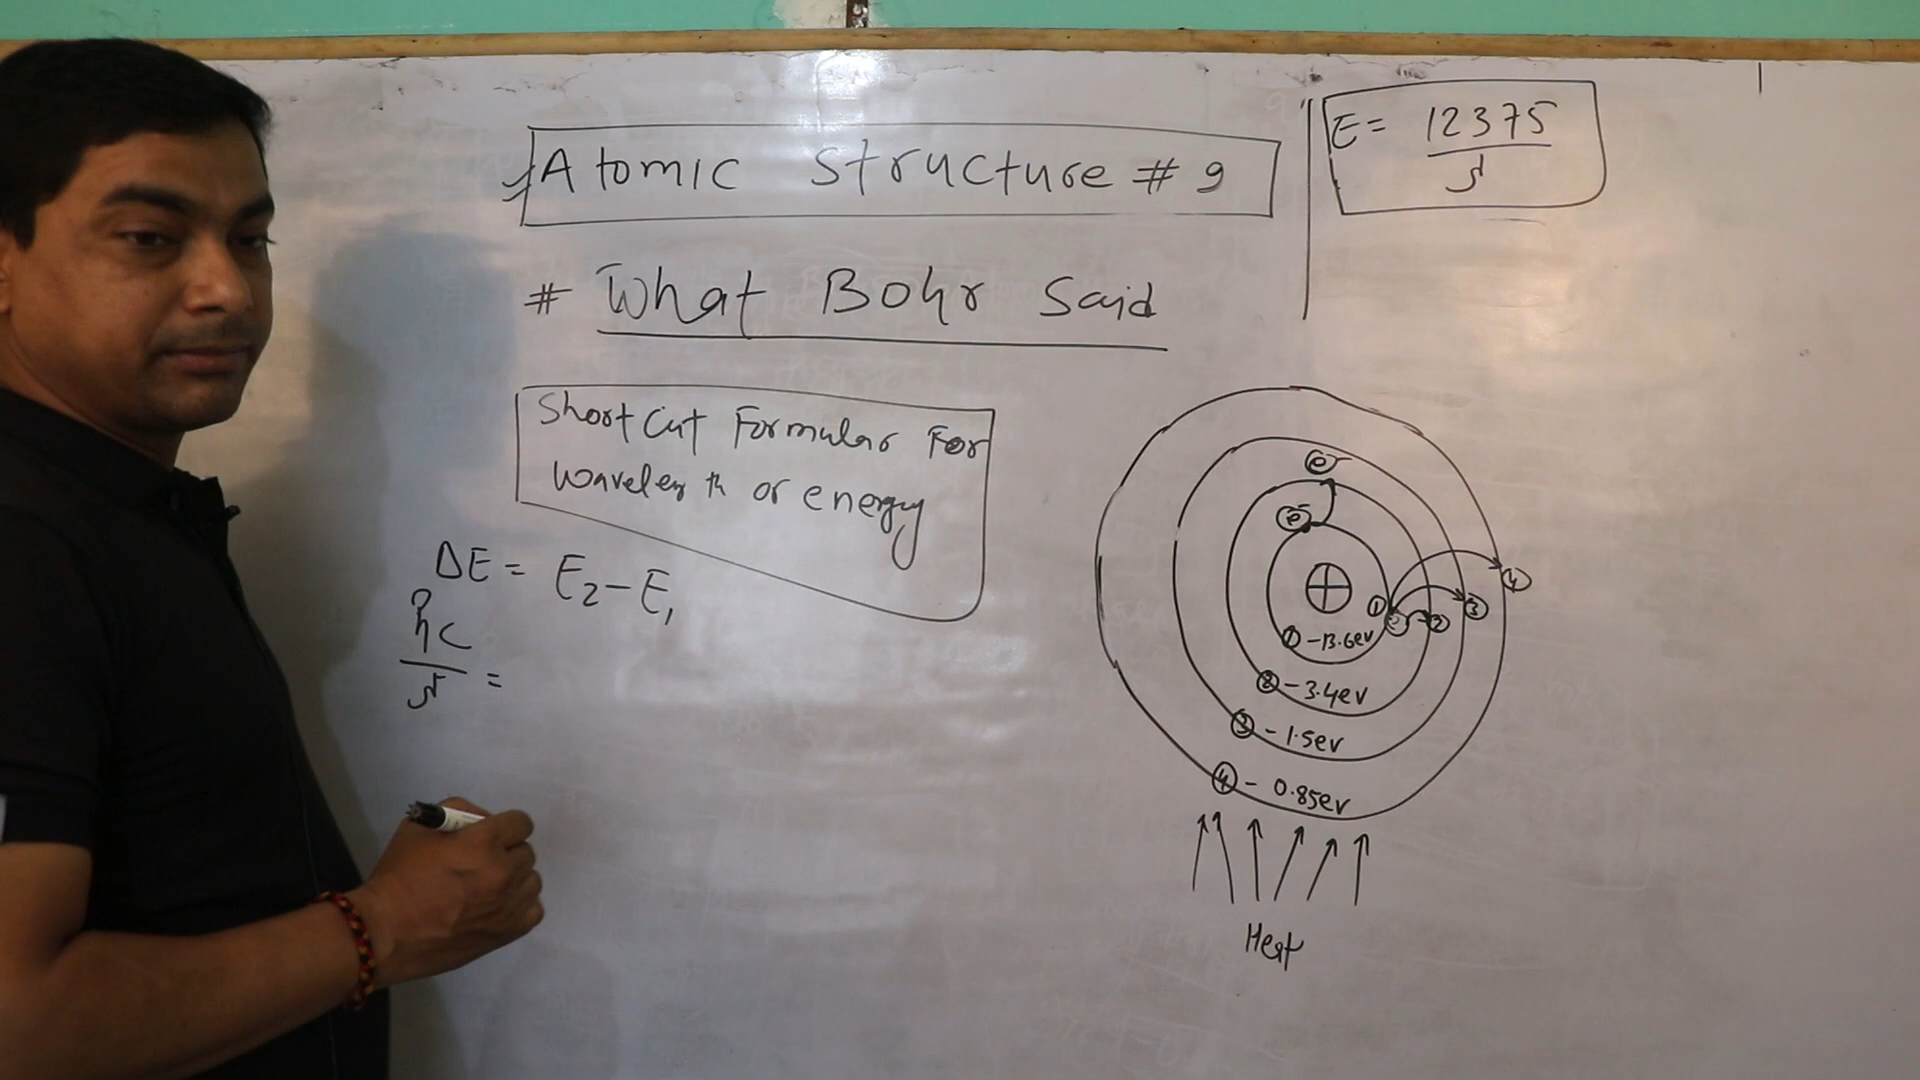 Atomic Structure # 9
E = 12375 / λ
# What Bohr Said
Short Cut Formular For
wavelength or energy
ΔE = E₂ - E₁
hc / λ =
e⁻
e⁻
① ② ③ ④
① -13.6ev
② -3.4ev
③ -1.5ev
④ - 0.85ev
Heat